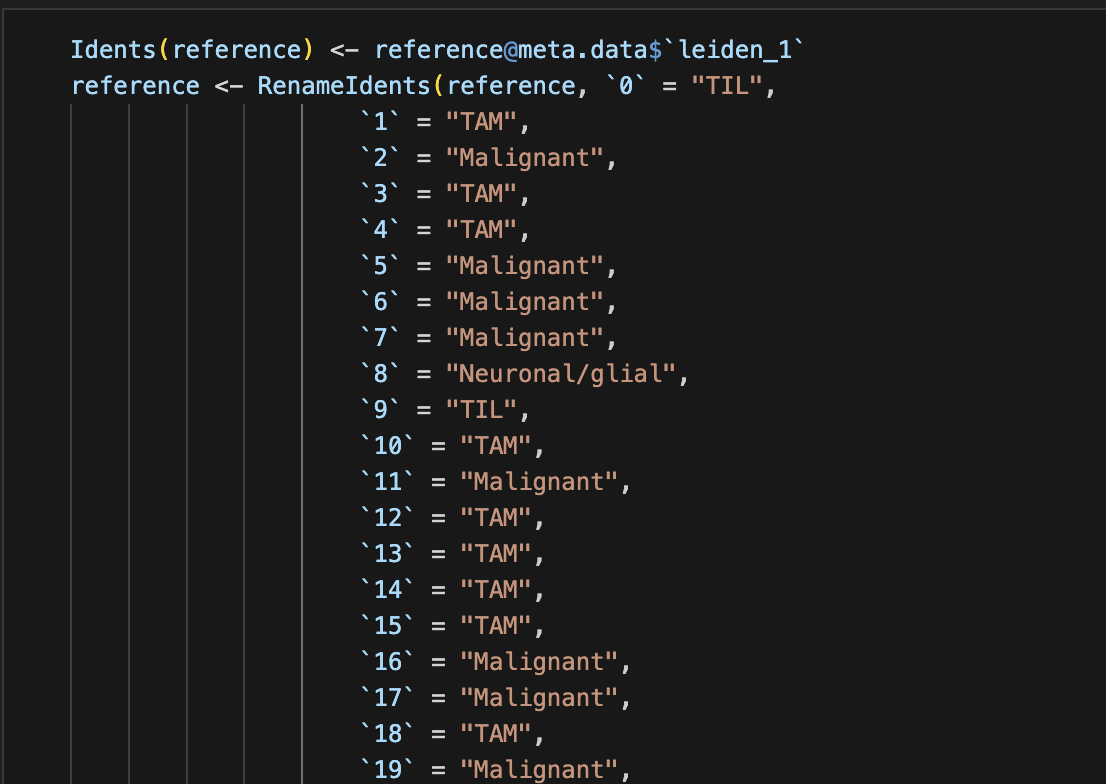 Idents(reference) <- reference@meta.data$`leiden_1`
reference <- RenameIdents(reference, `0` = "TIL",
`1` = "TAM",
`2` = "Malignant",
`3` = "TAM",
`4` = "TAM",
`5` = "Malignant",
`6` = "Malignant",
`7` = "Malignant",
`8` = "Neuronal/glial",
`9` = "TIL",
`10` = "TAM",
`11` = "Malignant",
`12` = "TAM",
`13` = "TAM",
`14` = "TAM",
`15` = "TAM",
`16` = "Malignant",
`17` = "Malignant",
`18` = "TAM",
`19` = "Malignant",